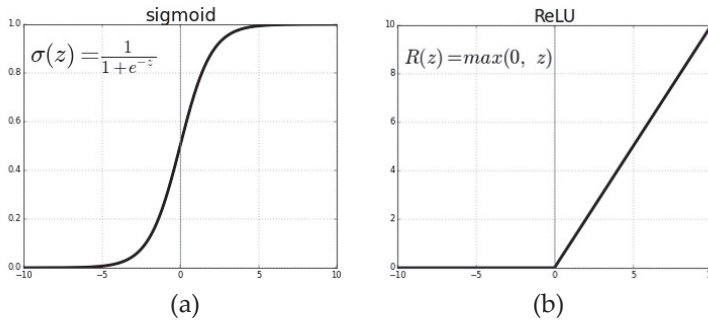 sigmoid
σ(z)=1/(1+e^{-z})
1.0
0.8
0.6
0.4
0.2
0.0
−10 −5 0 5 10
(a)
ReLU
R(z)=max(0, z)
10
8
6
4
2
0
−10 −5 0 5 10
(b)